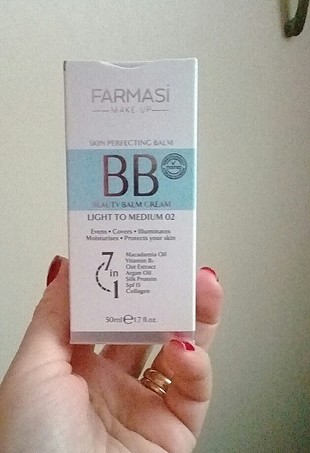 FARMASİ
MAKE UP
SKIN PERFECTING BALM
BB
BEAUTY BALM CREAM
LIGHT TO MEDIUM 02
Evens • Covers • Illuminates
Moisturises • Protects your skin
7 in 1
Macadamia Oil
Vitamin B5
Oat Extract
Argan Oil
Silk Protein
Spf 15
Collagen
50ml e 1.7 fl.oz.